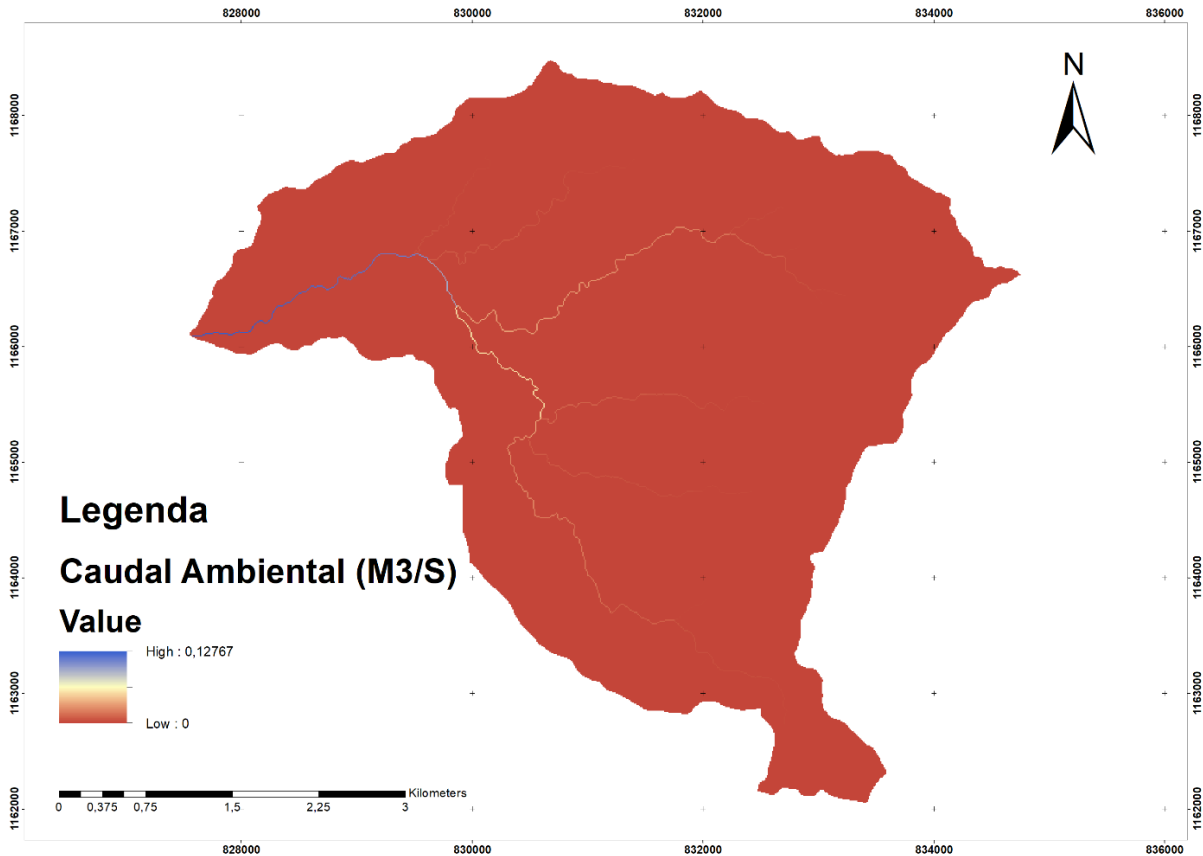 828000 830000 832000 834000 836000
N
1168000 1168000
1167000 1167000
1166000 1166000
1165000 1165000
1164000 1164000
1163000 1163000
1162000 1162000
Legenda
Caudal Ambiental (M3/S)
Value
High : 0,12767
Low : 0
Kilometers
0 0,375 0,75 1,5 2,25 3
828000 830000 832000 834000 836000